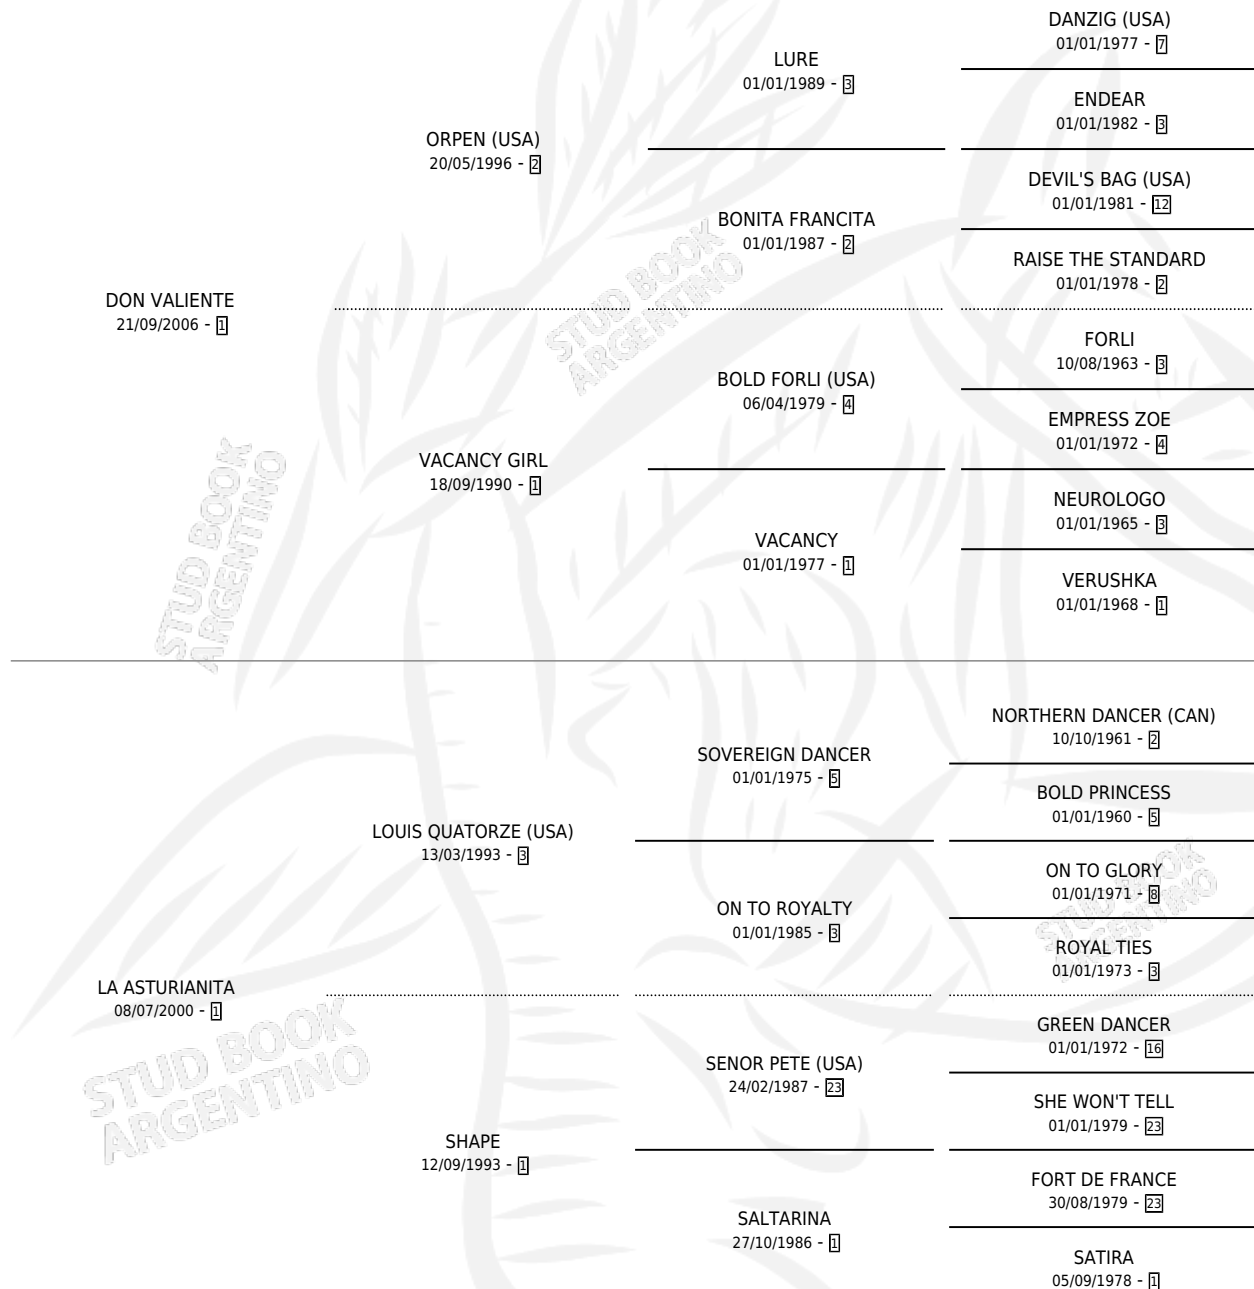 DANZIG (USA)
01/01/1977 - 7
LURE
01/01/1989 - 3
ENDEAR
01/01/1982 - 3
ORPEN (USA)
20/05/1996 - 2
DEVIL'S BAG (USA)
01/01/1981 - 12
BONITA FRANCITA
01/01/1987 - 2
RAISE THE STANDARD
01/01/1978 - 2
DON VALIENTE
21/09/2006 - 1
FORLI
10/08/1963 - 3
BOLD FORLI (USA)
06/04/1979 - 4
EMPRESS ZOE
01/01/1972 - 4
VACANCY GIRL
18/09/1990 - 1
NEUROLOGO
01/01/1965 - 3
VACANCY
01/01/1977 - 1
VERUSHKA
01/01/1968 - 1
STUD BOOK
ARGENTINO
STUD BOOK
ARGENTINO
NORTHERN DANCER (CAN)
10/10/1961 - 2
SOVEREIGN DANCER
01/01/1975 - 5
BOLD PRINCESS
01/01/1960 - 5
LOUIS QUATORZE (USA)
13/03/1993 - 3
ON TO GLORY
01/01/1971 - 8
ON TO ROYALTY
01/01/1985 - 3
ROYAL TIES
01/01/1973 - 3
STUD BOOK
ARGENTINO
LA ASTURIANITA
08/07/2000 - 1
GREEN DANCER
01/01/1972 - 16
SENOR PETE (USA)
24/02/1987 - 23
SHE WON'T TELL
01/01/1979 - 23
SHAPE
12/09/1993 - 1
FORT DE FRANCE
30/08/1979 - 23
SALTARINA
27/10/1986 - 1
SATIRA
05/09/1978 - 1
STUD BOOK
ARGENTINO